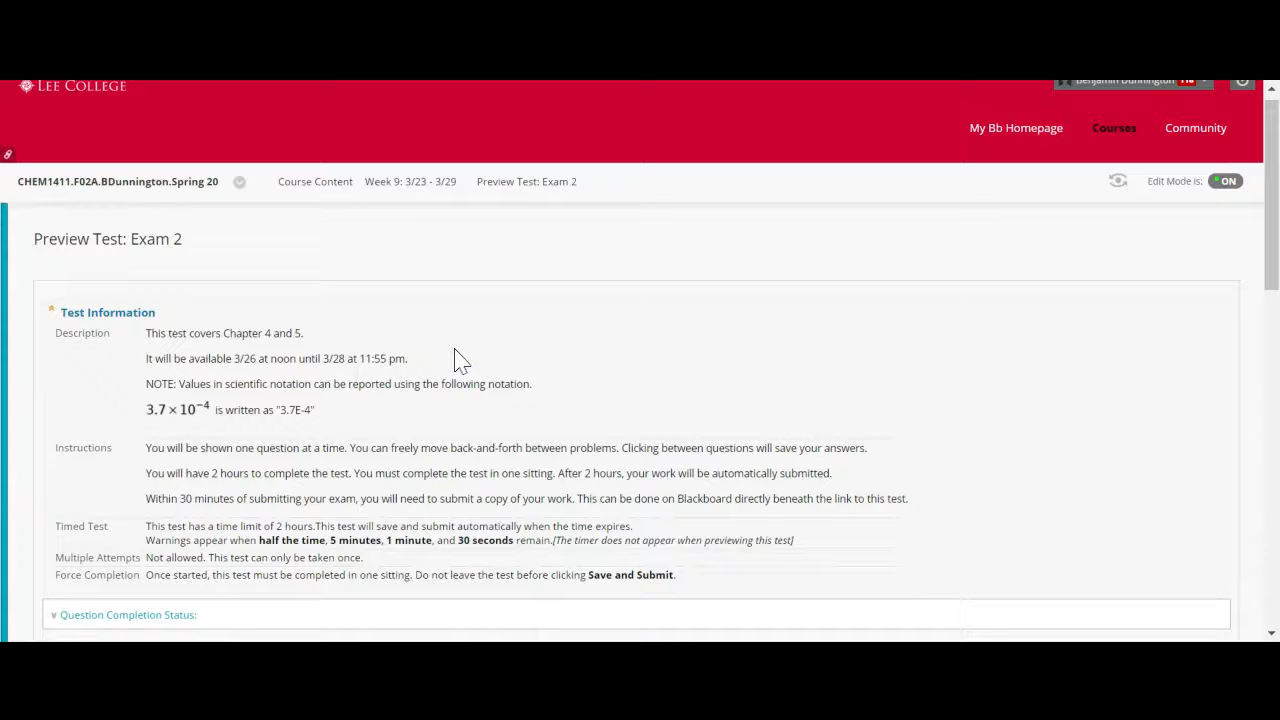 LEE COLLEGE
Benjamin Dunnington
My Bb Homepage Courses Community
CHEM1411.F02A.BDunnington.Spring 20 Course Content Week 9: 3/23 - 3/29 Preview Test: Exam 2 Edit Mode is: ON
Preview Test: Exam 2
Test Information
Description This test covers Chapter 4 and 5.
It will be available 3/26 at noon until 3/28 at 11:55 pm.
NOTE: Values in scientific notation can be reported using the following notation.
3.7 × 10⁻⁴ is written as "3.7E-4"
Instructions You will be shown one question at a time. You can freely move back-and-forth between problems. Clicking between questions will save your answers.
You will have 2 hours to complete the test. You must complete the test in one sitting. After 2 hours, your work will be automatically submitted.
Within 30 minutes of submitting your exam, you will need to submit a copy of your work. This can be done on Blackboard directly beneath the link to this test.
Timed Test This test has a time limit of 2 hours.This test will save and submit automatically when the time expires.
Warnings appear when half the time, 5 minutes, 1 minute, and 30 seconds remain.[The timer does not appear when previewing this test]
Multiple Attempts Not allowed. This test can only be taken once.
Force Completion Once started, this test must be completed in one sitting. Do not leave the test before clicking Save and Submit.
Question Completion Status: